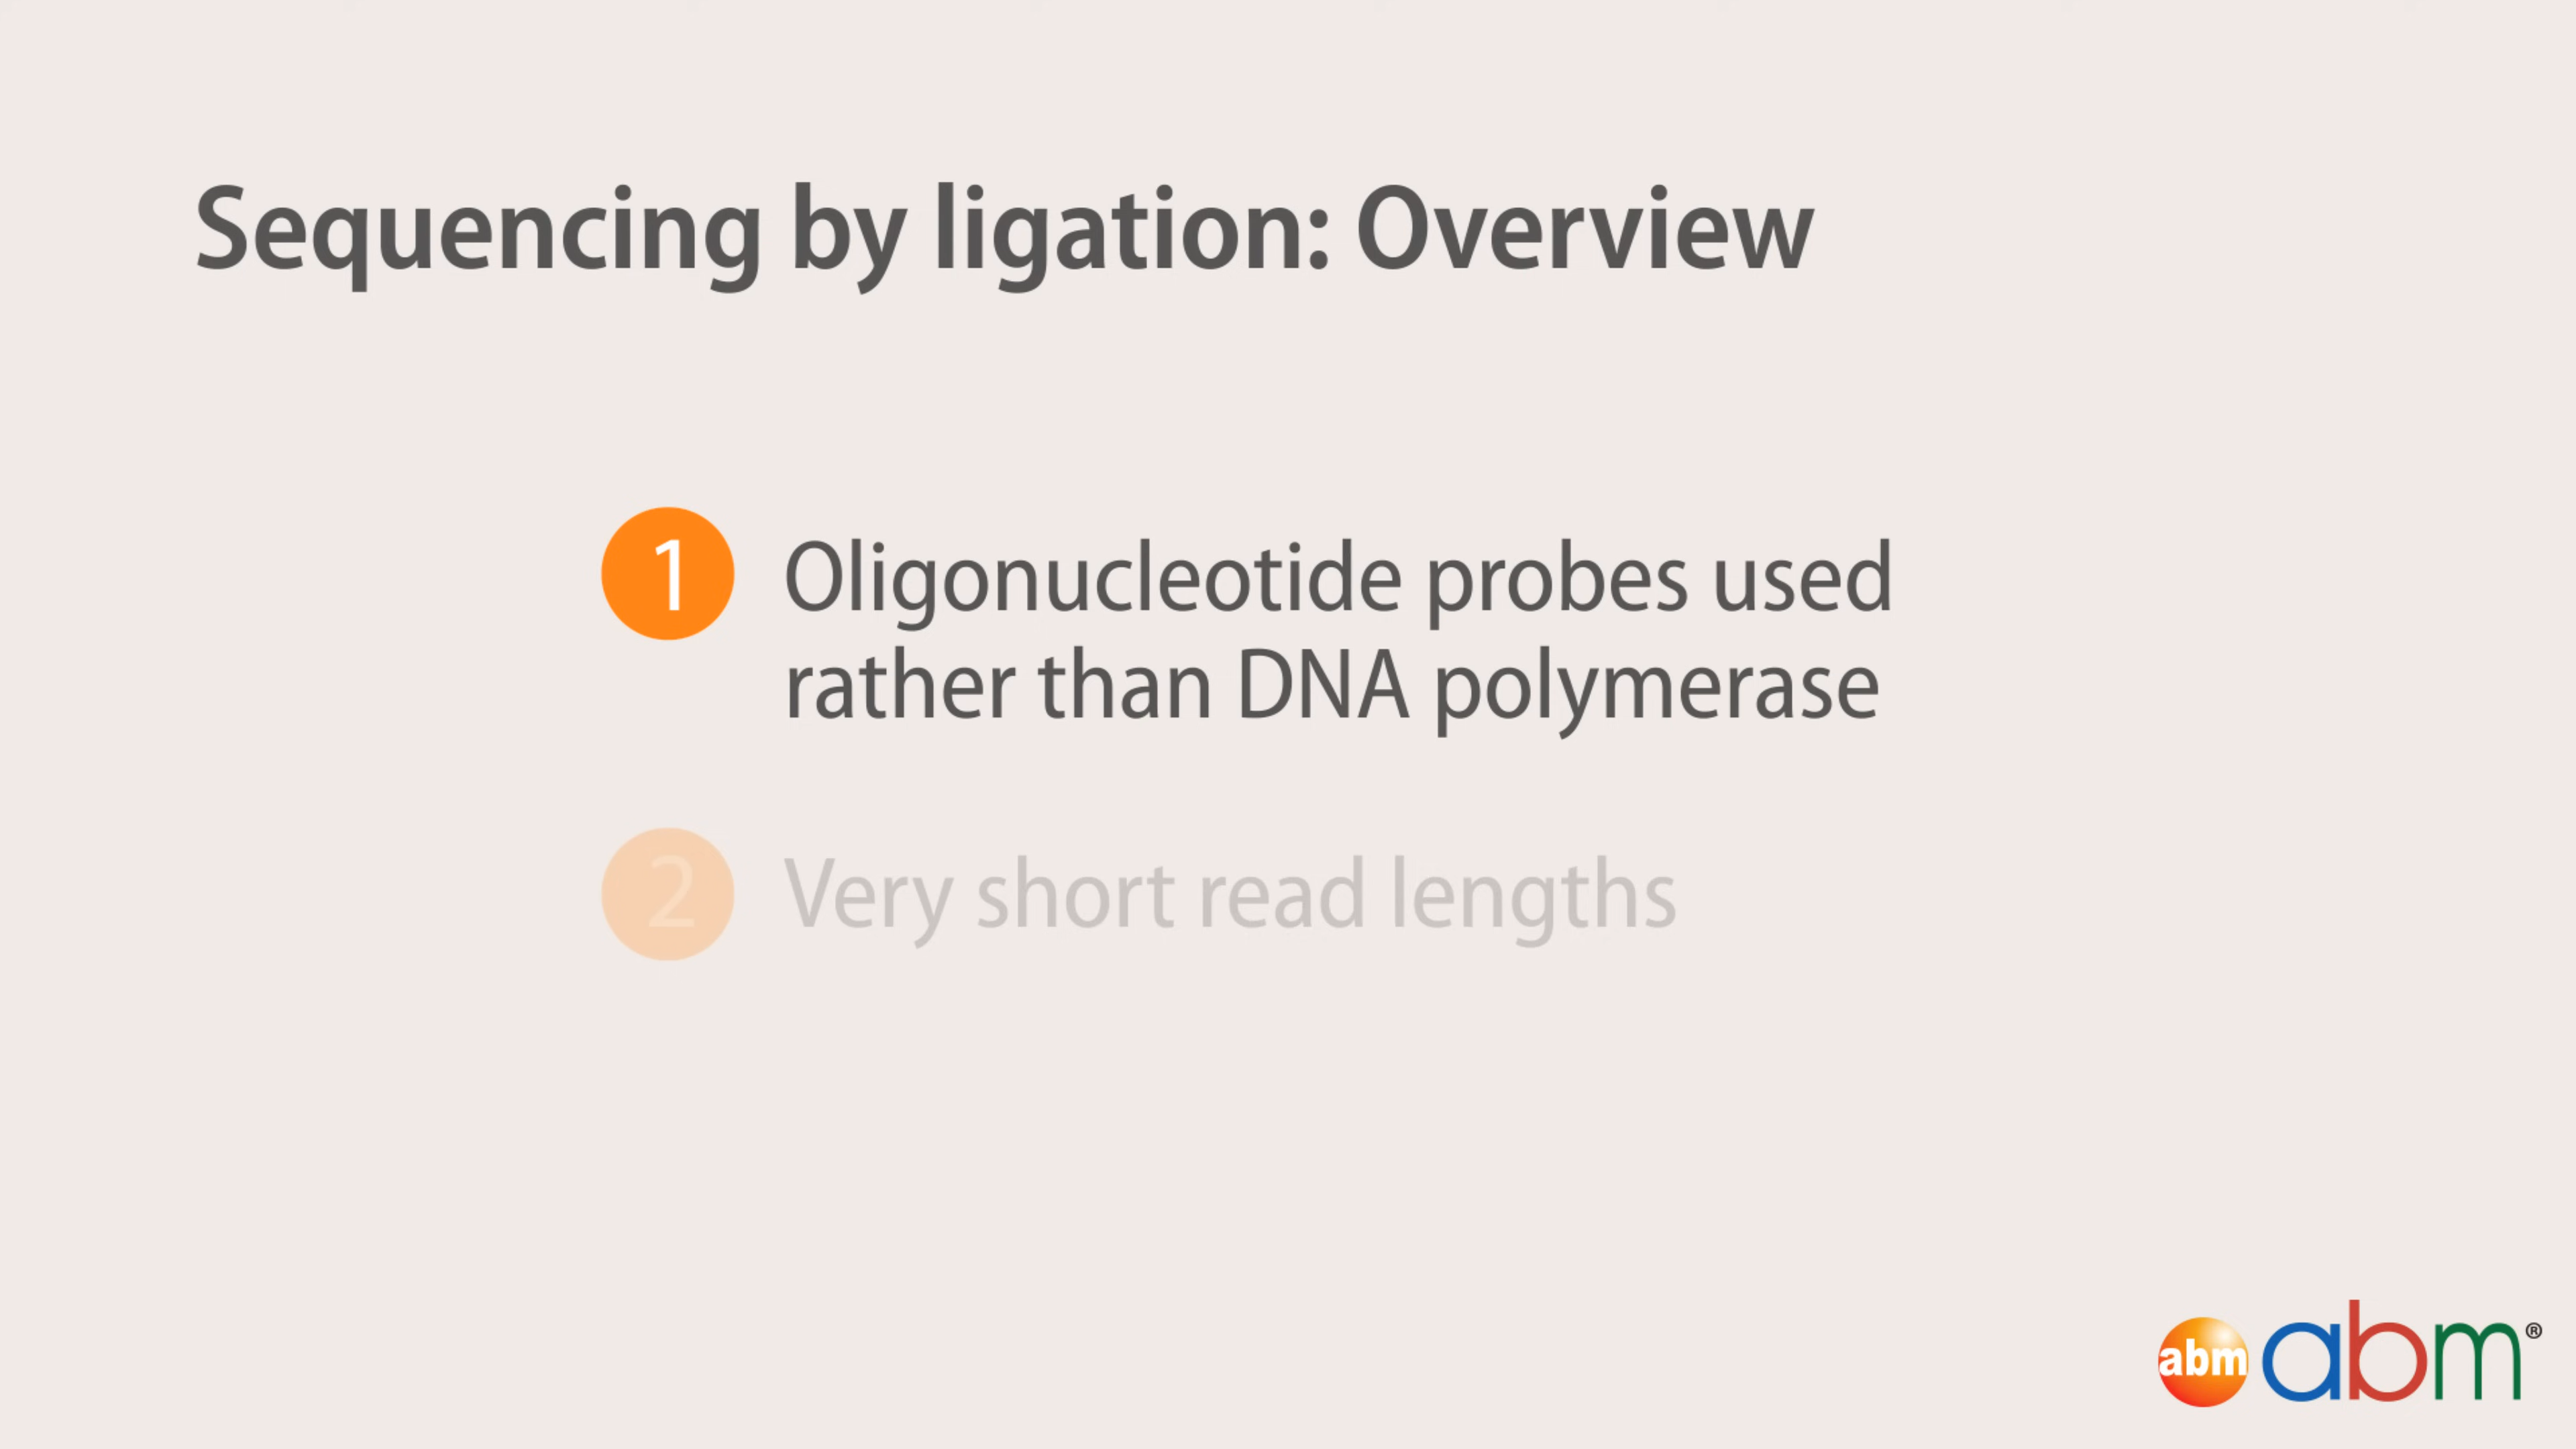 Sequencing by ligation: Overview
1 Oligonucleotide probes used
rather than DNA polymerase
2 Very short read lengths
abm abm®